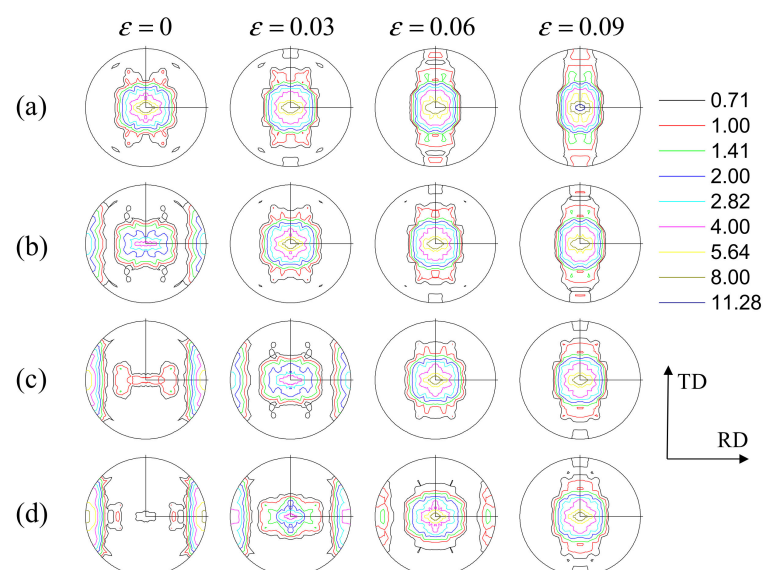 ε = 0 ε = 0.03 ε = 0.06 ε = 0.09
(a)
0.71
1.00
1.41
2.00
2.82
4.00
5.64
8.00
11.28
(b)
(c)
TD
RD
(d)